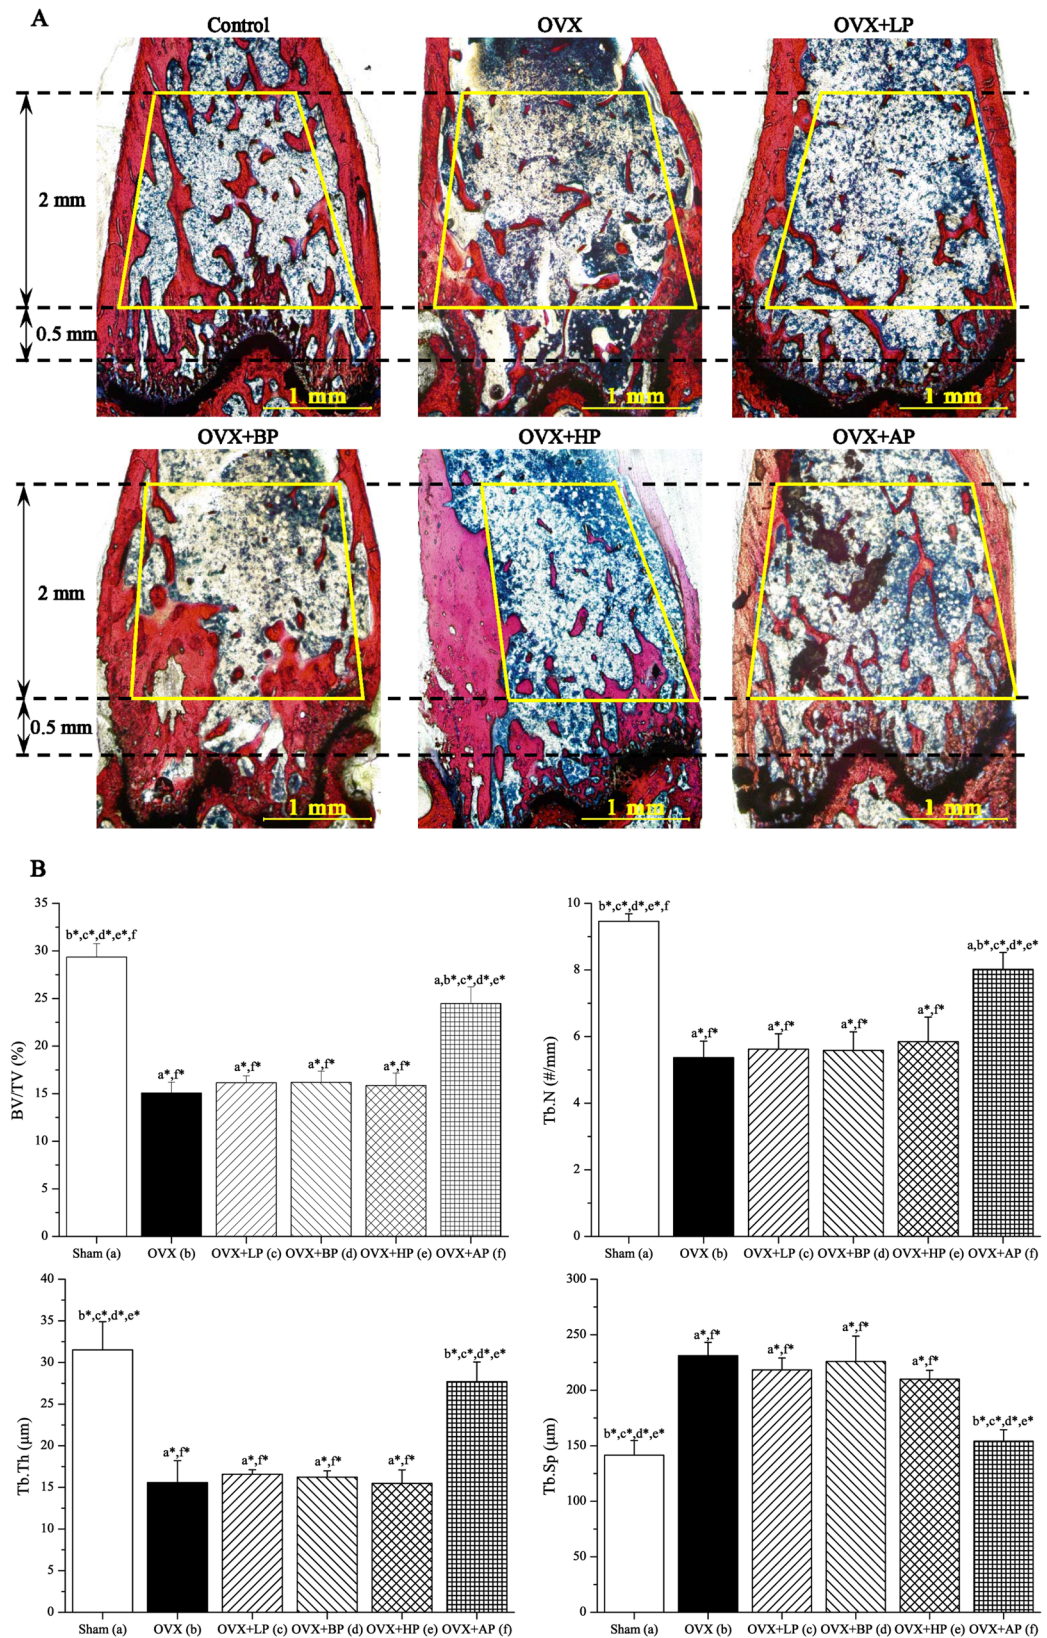 A
Control OVX OVX+LP
2 mm
0.5 mm
1 mm 1 mm 1 mm
OVX+BP OVX+HP OVX+AP
2 mm
0.5 mm
1 mm 1 mm 1 mm
B
BV/TV (%)
35
30
25
20
15
10
5
0
b*,c*,d*,e*,f
a*,f*
a*,f*
a*,f*
a*,f*
a,b*,c*,d*,e*
Sham (a) OVX (b) OVX+LP (c) OVX+BP (d) OVX+HP (e) OVX+AP (f)
Tb.N (#/mm)
10
8
6
4
2
0
b*,c*,d*,e*,f
a*,f*
a*,f*
a*,f*
a*,f*
a,b*,c*,d*,e*
Sham (a) OVX (b) OVX+LP (c) OVX+BP (d) OVX+HP (e) OVX+AP (f)
Tb.Th (μm)
40
35
30
25
20
15
10
5
0
b*,c*,d*,e*
a*,f*
a*,f*
a*,f*
a*,f*
b*,c*,d*,e*
Sham (a) OVX (b) OVX+LP (c) OVX+BP (d) OVX+HP (e) OVX+AP (f)
Tb.Sp (μm)
300
250
200
150
100
50
0
b*,c*,d*,e*
a*,f*
a*,f*
a*,f*
a*,f*
b*,c*,d*,e*
Sham (a) OVX (b) OVX+LP (c) OVX+BP (d) OVX+HP (e) OVX+AP (f)